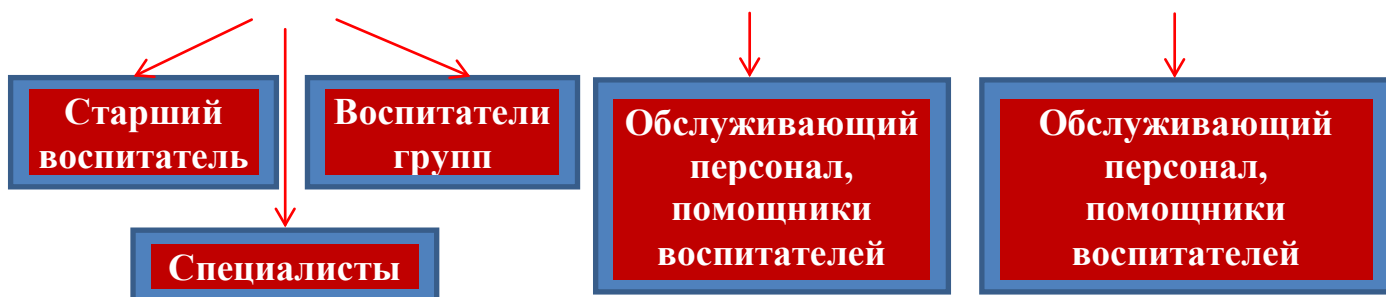 Старший
воспитатель
Воспитатели
групп
Специалисты
Обслуживающий
персонал,
помощники
воспитателей
Обслуживающий
персонал,
помощники
воспитателей